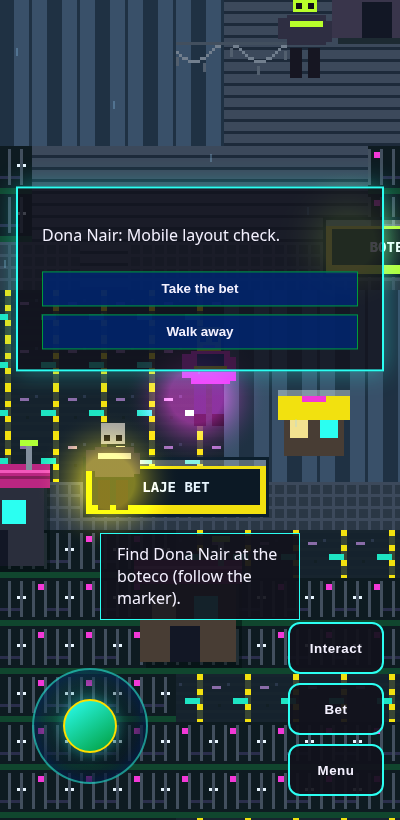 Dona Nair: Mobile layout check.
BOTE
Take the bet
Walk away
LAJE BET
Find Dona Nair at the
boteco (follow the
marker).
Interact
Bet
Menu